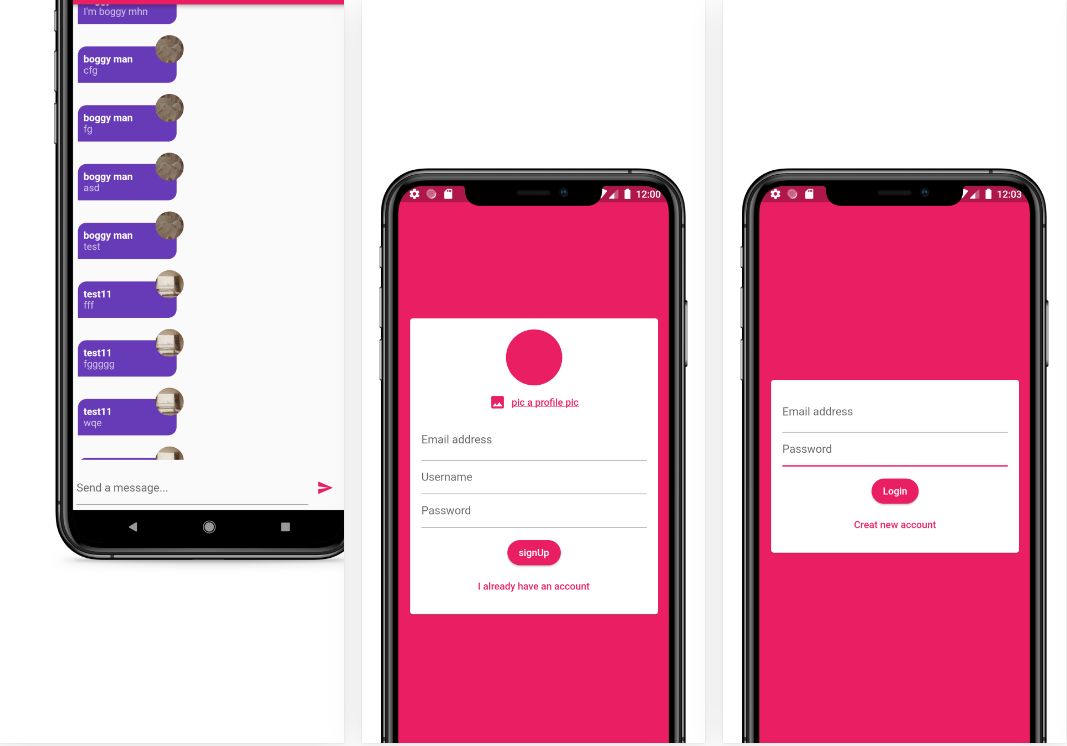 I'm boggy mhn
boggy man
cfg
boggy man
fg
boggy man
asd
boggy man
test
test11
fff
test11
fggggg
test11
wqe
Send a message...
12:00
pic a profile pic
Email address
Username
Password
signUp
I already have an account
12:03
Email address
Password
Login
Creat new account